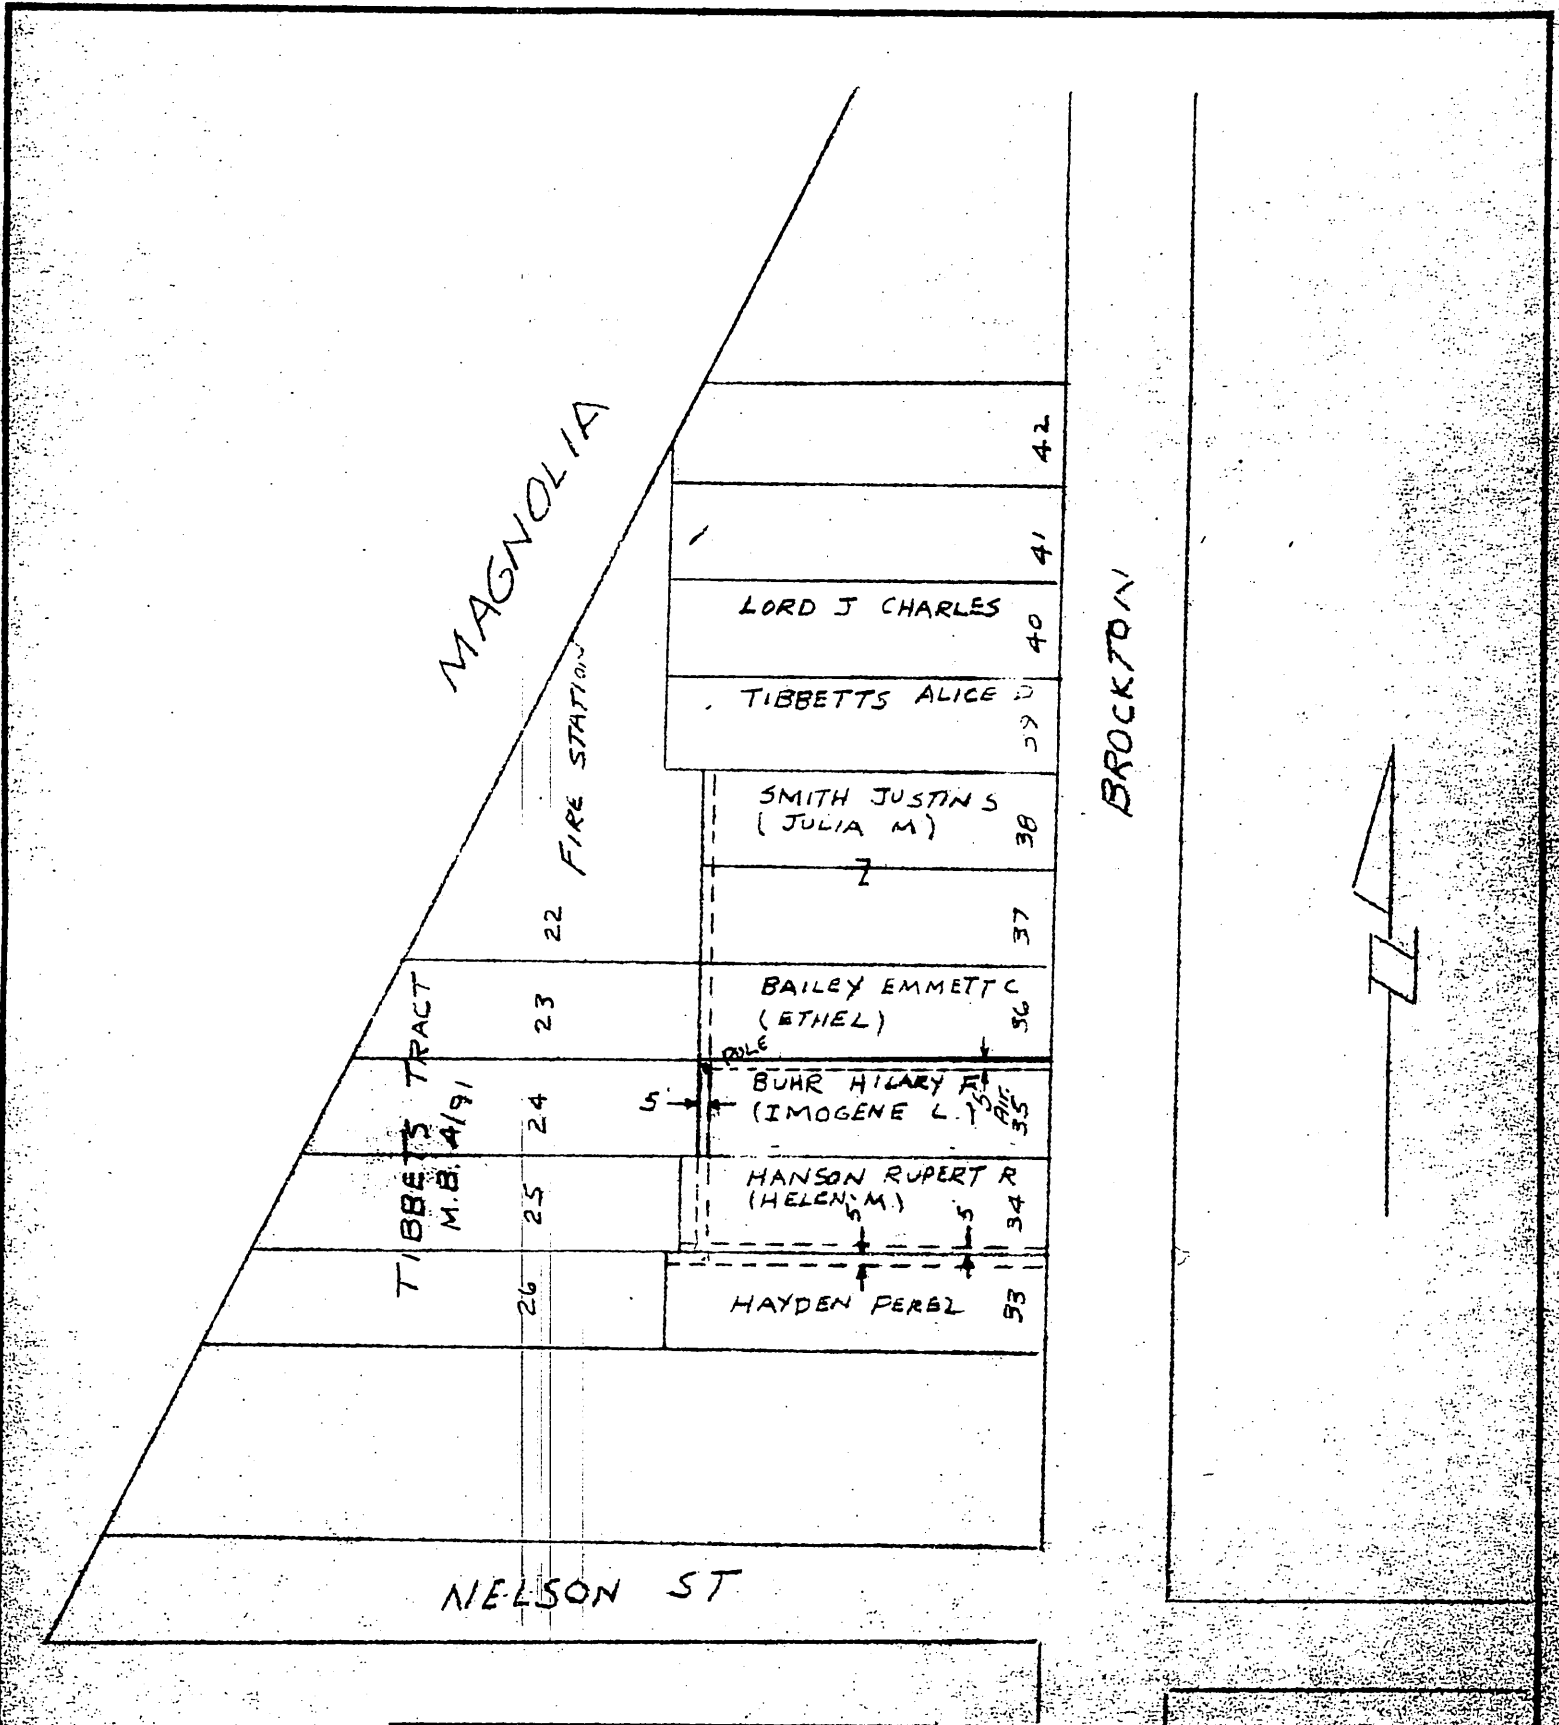 MAGNOLIA
42
41
LORD J CHARLES
40
TIBBETTS ALICE D
39
BROCKTON
FIRE STATION
SMITH JUSTIN S
(JULIA M)
38
22
37
23
BAILEY EMMETT C
(ETHEL)
36
POLE
TIBBETTS TRACT
M.B. 4/91
24
5'
BUHR HILARY F
(IMOGENE L.)
5'
35
25
HANSON RUPERT R
(HELEN M.)
5'
5'
34
26
HAYDEN PEREZ
33
N
NELSON ST